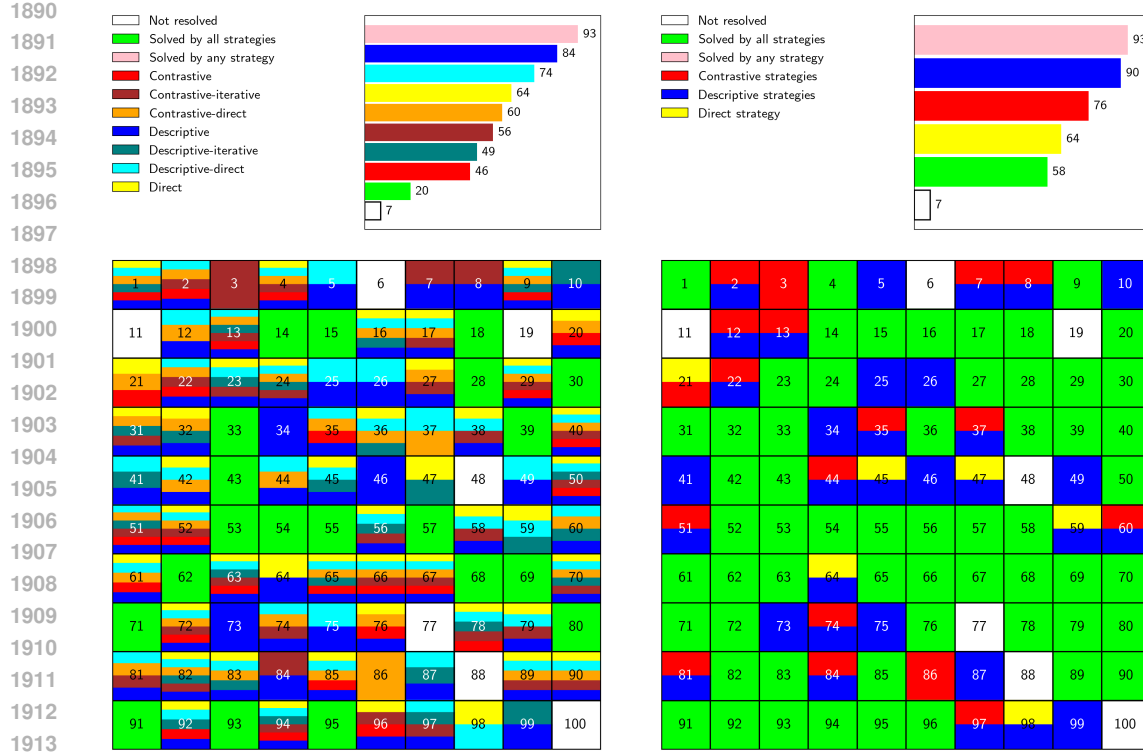 1890
1891
1892
1893
1894
1895
1896
1897
1898
1899
1900
1901
1902
1903
1904
1905
1906
1907
1908
1909
1910
1911
1912
1913
Not resolved
Solved by all strategies
Solved by any strategy
Contrastive
Contrastive-iterative
Contrastive-direct
Descriptive
Descriptive-iterative
Descriptive-direct
Direct
93
84
74
64
60
56
49
46
20
7
Not resolved
Solved by all strategies
Solved by any strategy
Contrastive strategies
Descriptive strategies
Direct strategy
93
90
76
64
58
7
1 2 3 4 5 6 7 8 9 10
11 12 13 14 15 16 17 18 19 20
21 22 23 24 25 26 27 28 29 30
31 32 33 34 35 36 37 38 39 40
41 42 43 44 45 46 47 48 49 50
51 52 53 54 55 56 57 58 59 60
61 62 63 64 65 66 67 68 69 70
71 72 73 74 75 76 77 78 79 80
81 82 83 84 85 86 87 88 89 90
91 92 93 94 95 96 97 98 99 100
1 2 3 4 5 6 7 8 9 10
11 12 13 14 15 16 17 18 19 20
21 22 23 24 25 26 27 28 29 30
31 32 33 34 35 36 37 38 39 40
41 42 43 44 45 46 47 48 49 50
51 52 53 54 55 56 57 58 59 60
61 62 63 64 65 66 67 68 69 70
71 72 73 74 75 76 77 78 79 80
81 82 83 84 85 86 87 88 89 90
91 92 93 94 95 96 97 98 99 100